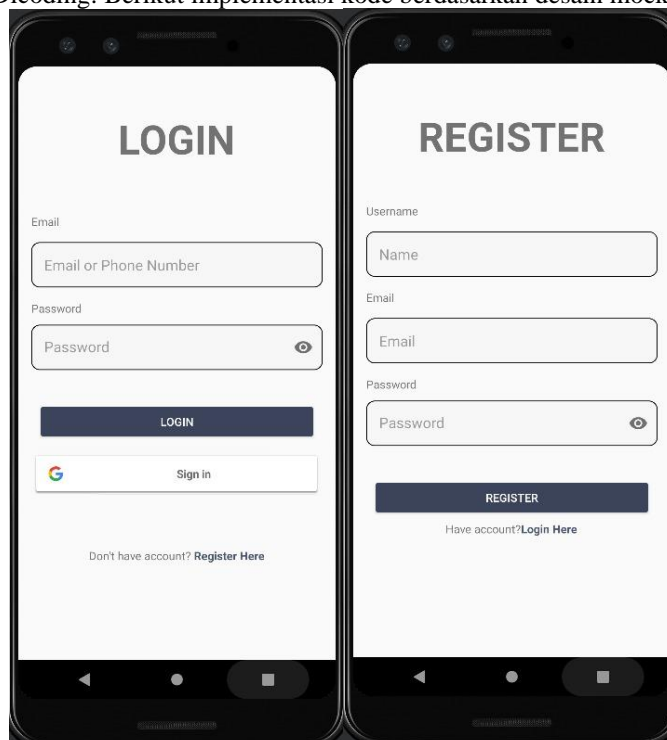 Dicoding. Berikut implementasi kode berdasarkan desain
LOGIN
Email
Email or Phone Number
Password
Password
LOGIN
G
Sign in
Don't have account? Register Here
REGISTER
Username
Name
Email
Email
Password
Password
REGISTER
Have account?Login Here